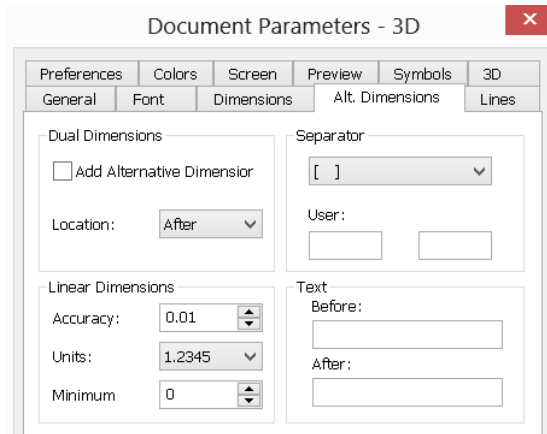 Document Parameters - 3D
Preferences Colors Screen Preview Symbols 3D
General Font Dimensions Alt. Dimensions Lines
Dual Dimensions
Add Alternative Dimensior
Location: After
Separator
[ ]
User:
Linear Dimensions
Accuracy: 0.01
Units: 1.2345
Minimum 0
Text
Before:
After: